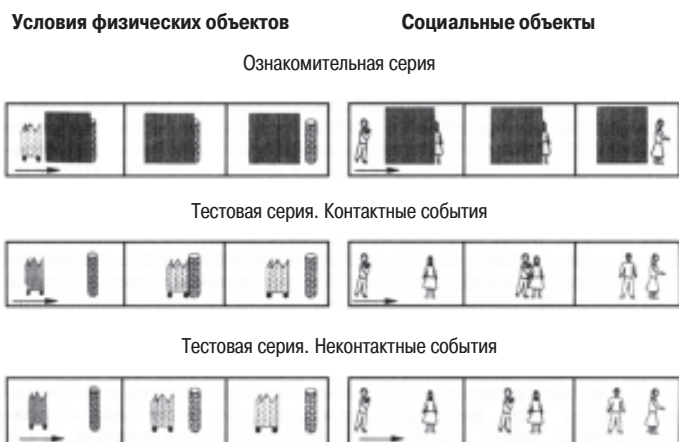 Условия физических объектов Социальные объекты
Ознакомительная серия
Тестовая серия. Контактные события
Тестовая серия. Неконтактные события